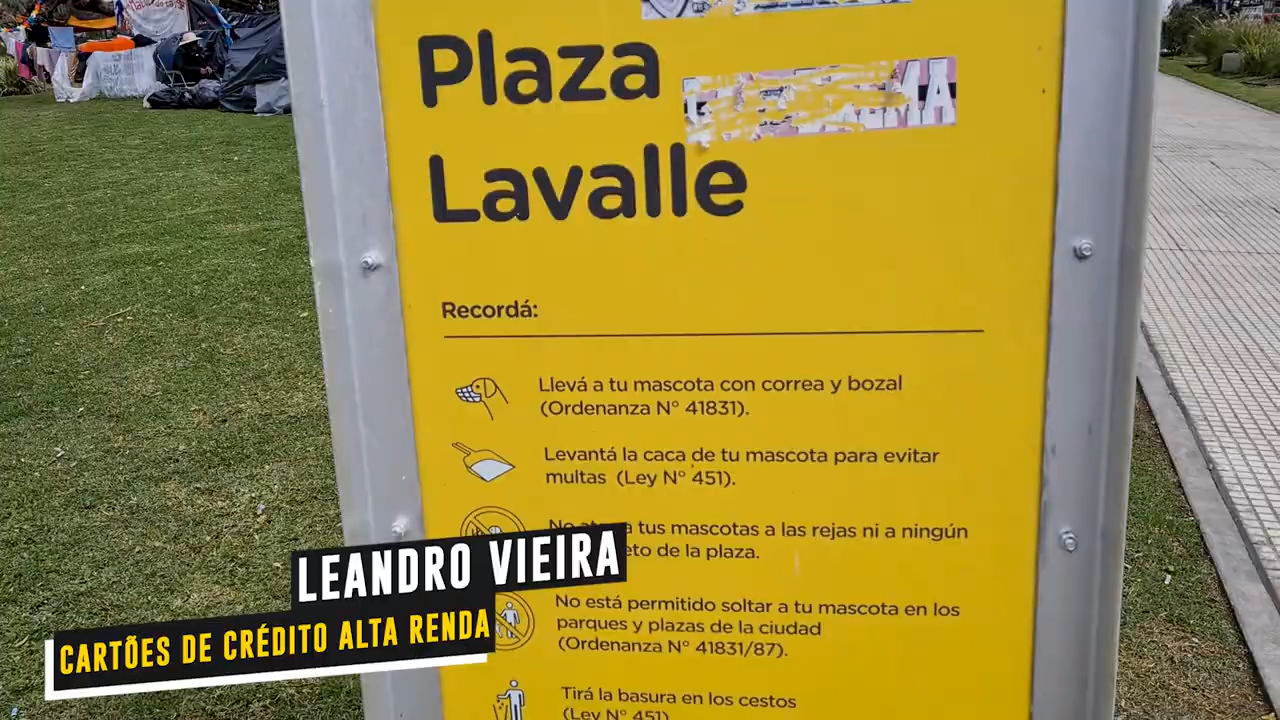 Plaza
Lavalle
Recordá:
Llevá a tu mascota con correa y bozal
(Ordenanza N° 41831).
Levantá la caca de tu mascota para evitar
multas (Ley N° 451).
No a tus mascotas a las rejas ni a ningún
de la plaza.
No está permitido soltar a tu mascota en los
parques y plazas de la ciudad
(Ordenanza N° 41831/87).
Tirá la basura en los cestos
(Ley N° 451)
LEANDRO VIEIRA
CARTÕES DE CRÉDITO ALTA RENDA